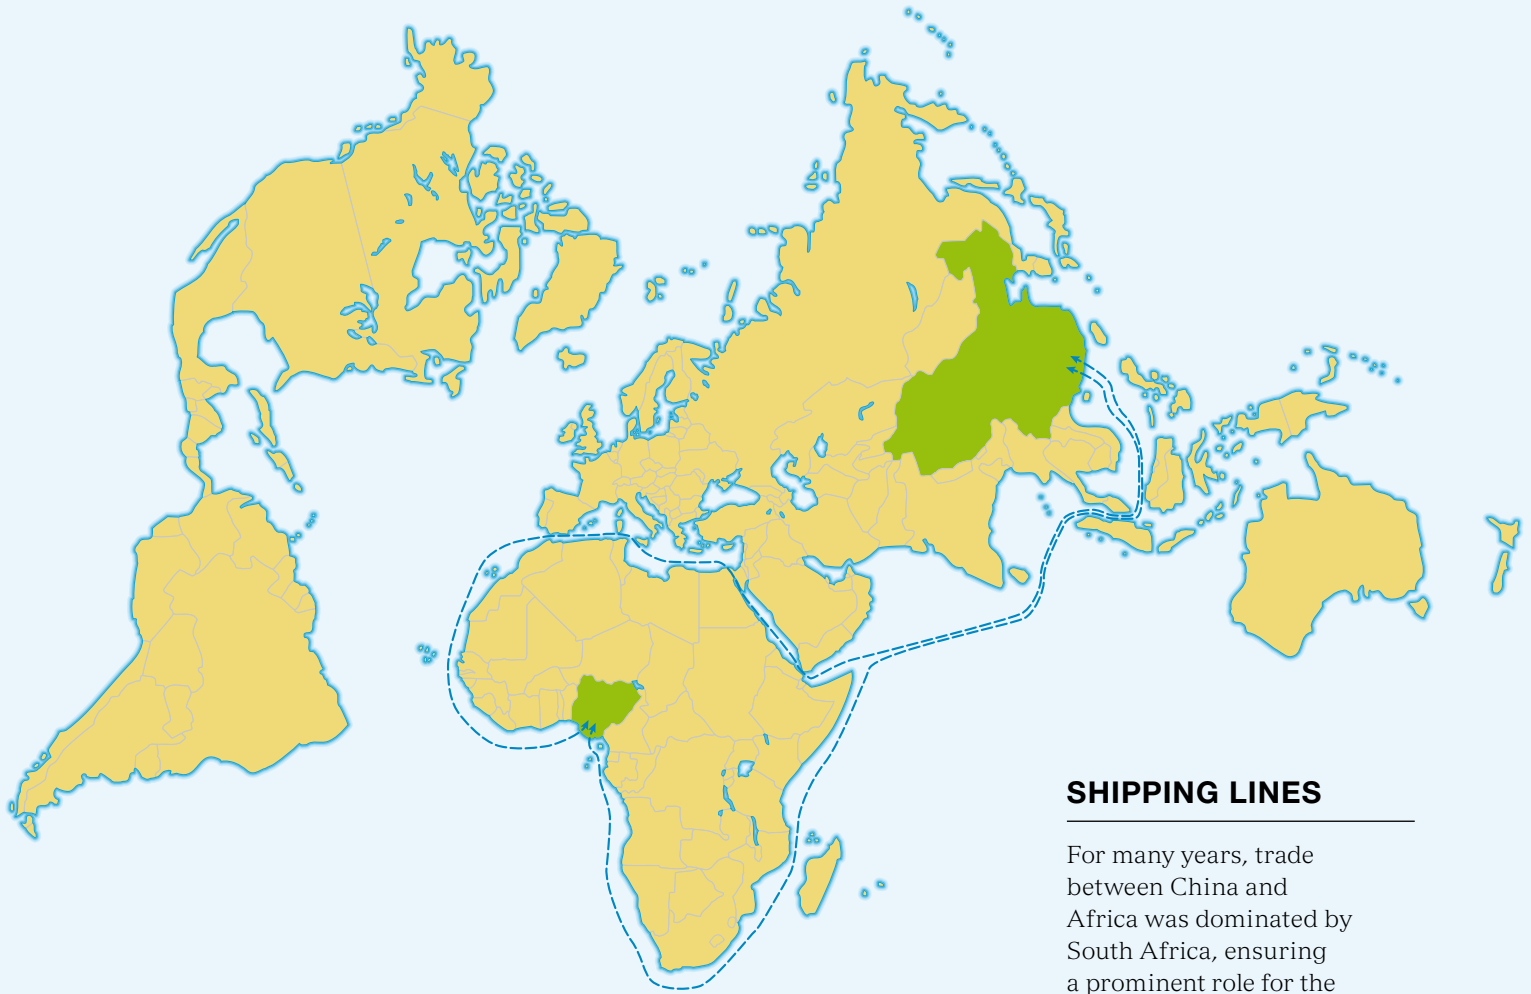 SHIPPING LINES
For many years, trade
between China and
Africa was dominated by
South Africa, ensuring
a prominent role for the